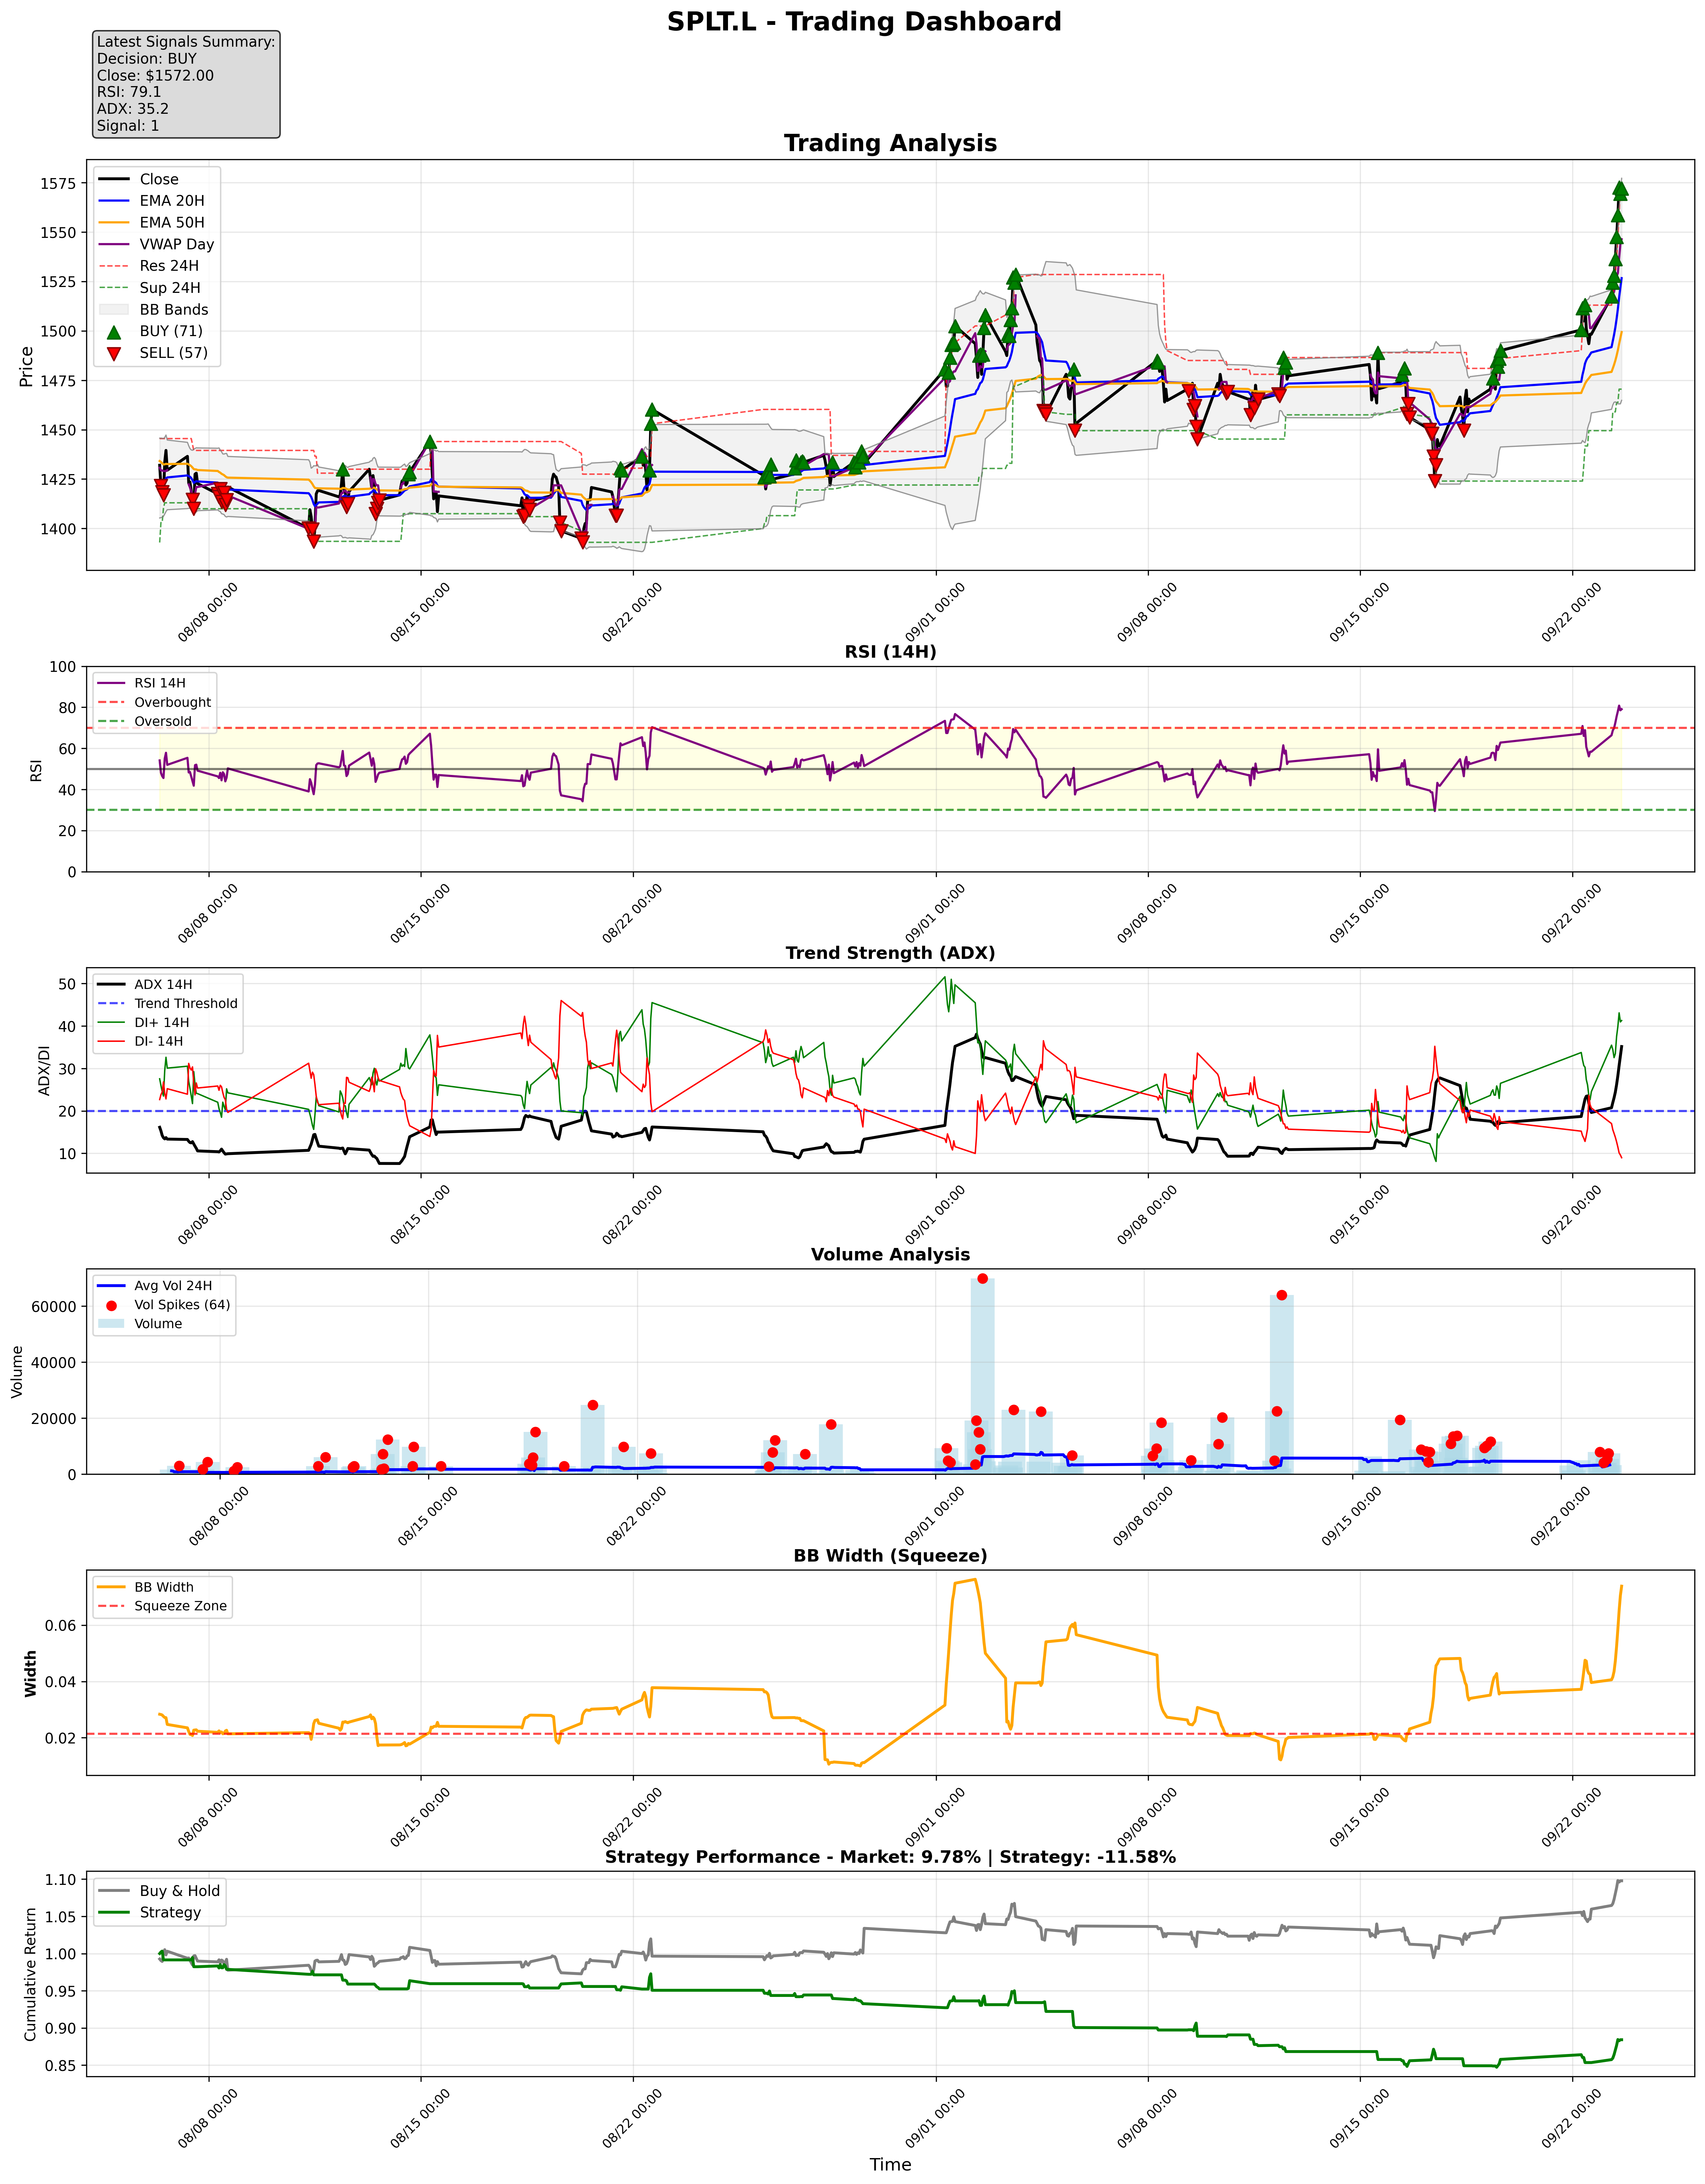 SPLT.L - Trading Dashboard
Latest Signals Summary:
Decision: BUY
Close: $1572.00
RSI: 79.1
ADX: 35.2
Signal: 1
Trading Analysis
Close
EMA 20H
EMA 50H
VWAP Day
Res 24H
Sup 24H
BB Bands
BUY (71)
SELL (57)
Price
1575
1550
1525
1500
1475
1450
1425
1400
08/08 00:00
08/15 00:00
08/22 00:00
09/01 00:00
09/08 00:00
09/15 00:00
09/22 00:00
RSI (14H)
RSI 14H
Overbought
Oversold
RSI
100
80
60
40
20
0
08/08 00:00
08/15 00:00
08/22 00:00
09/01 00:00
09/08 00:00
09/15 00:00
09/22 00:00
Trend Strength (ADX)
ADX 14H
Trend Threshold
DI+ 14H
DI- 14H
ADX/DI
50
40
30
20
10
08/08 00:00
08/15 00:00
08/22 00:00
09/01 00:00
09/08 00:00
09/15 00:00
09/22 00:00
Volume Analysis
Avg Vol 24H
Vol Spikes (64)
Volume
Volume
60000
40000
20000
0
08/08 00:00
08/15 00:00
08/22 00:00
09/01 00:00
09/08 00:00
09/15 00:00
09/22 00:00
BB Width (Squeeze)
BB Width
Squeeze Zone
Width
0.06
0.04
0.02
08/08 00:00
08/15 00:00
08/22 00:00
09/01 00:00
09/08 00:00
09/15 00:00
09/22 00:00
Strategy Performance - Market: 9.78% | Strategy: -11.58%
Buy & Hold
Strategy
Cumulative Return
1.10
1.05
1.00
0.95
0.90
0.85
08/08 00:00
08/15 00:00
08/22 00:00
09/01 00:00
09/08 00:00
09/15 00:00
09/22 00:00
Time